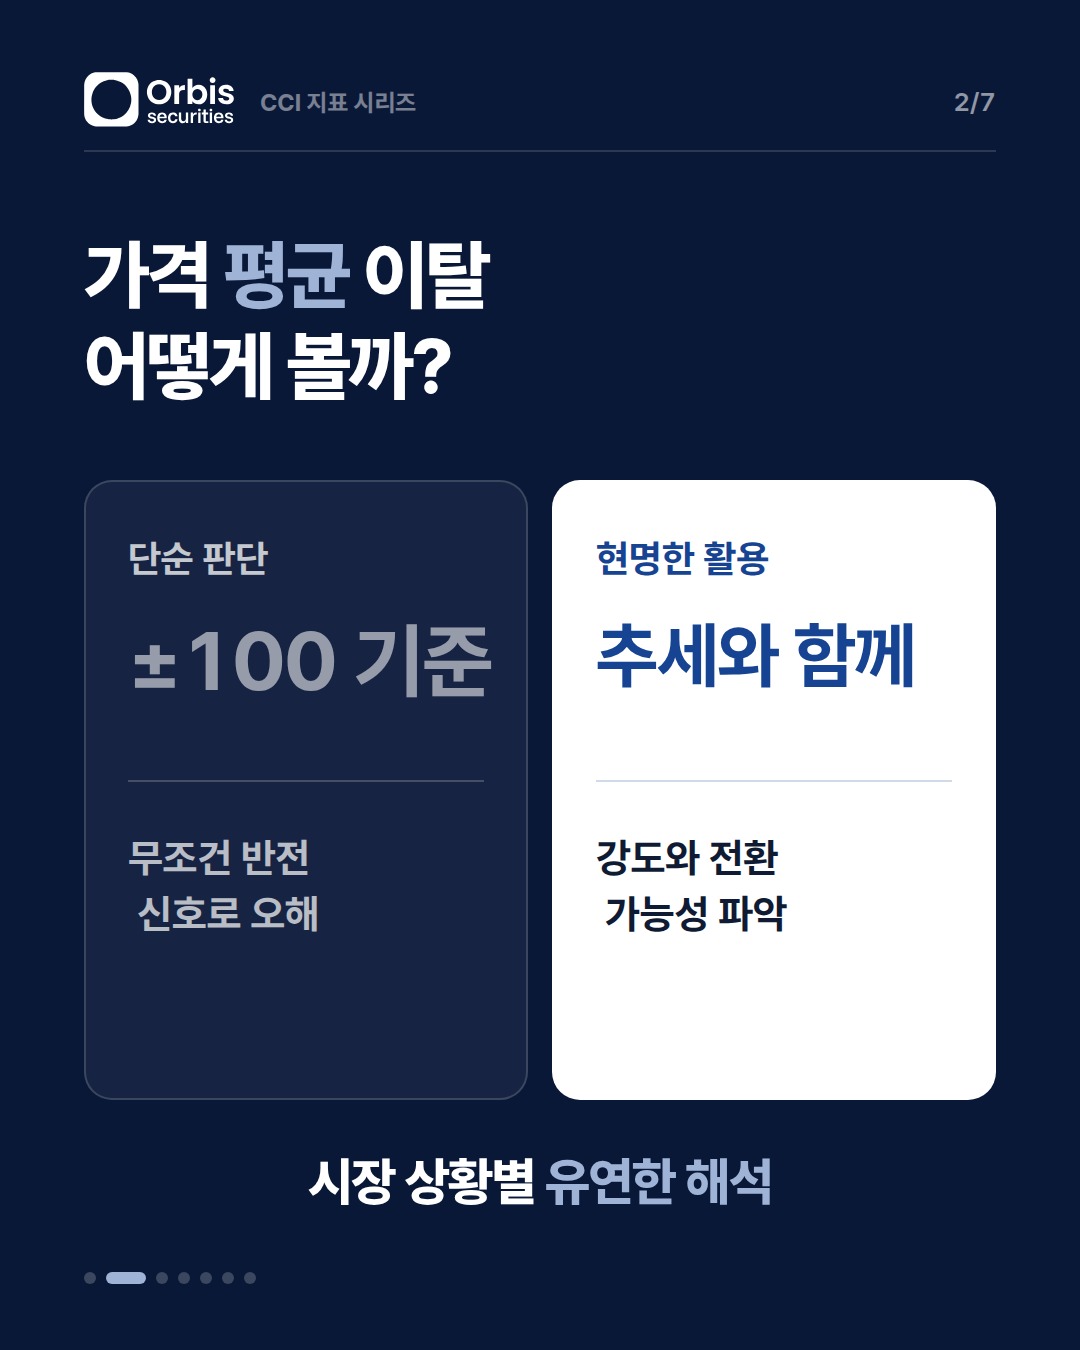 Orbis
securities
CCI 지표 시리즈
2/7
가격 평균 이탈
어떻게 볼까?
단순 판단
±100 기준
무조건 반전
신호로 오해
현명한 활용
추세와 함께
강도와 전환
가능성 파악
시장 상황별 유연한 해석